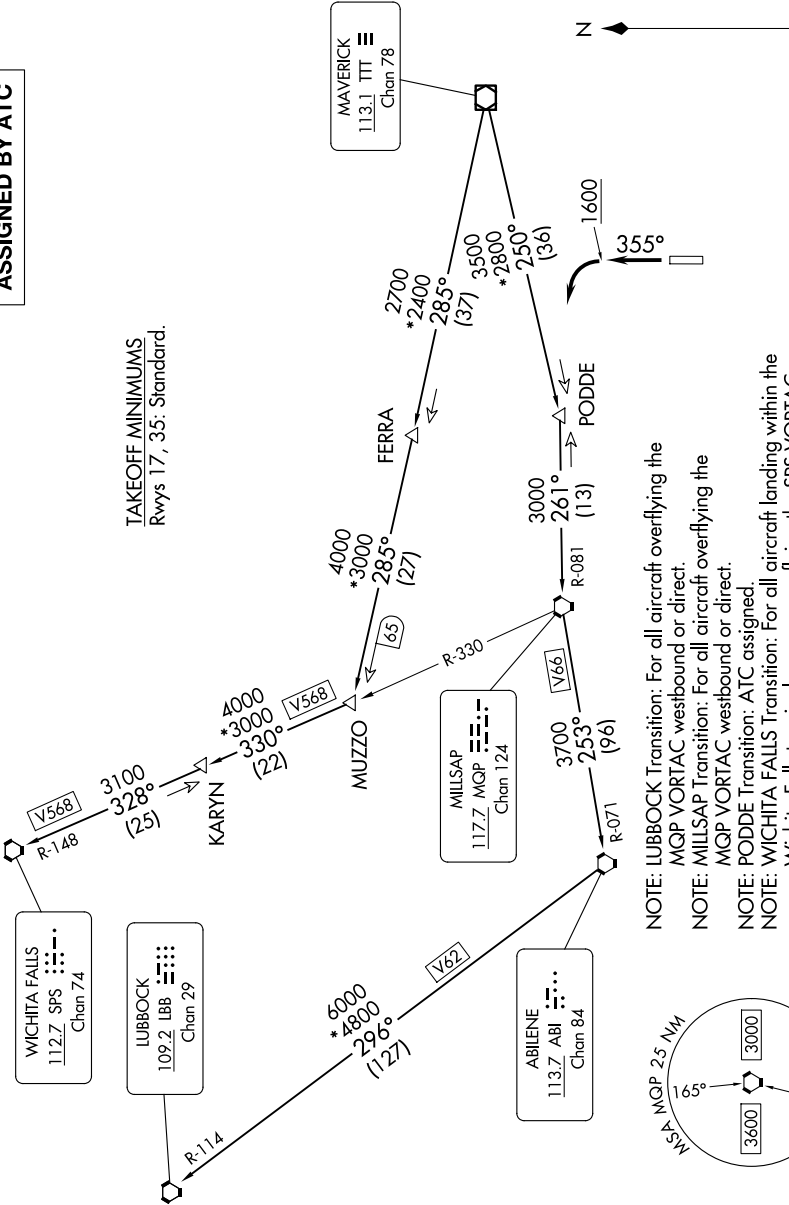 ASSIGNED BY ATC
TAKEOFF MINIMUMS
Rwys 17, 35: Standard.
MAVERICK
113.1 TTT
Chan 78
N
1600
355°
2700
*2400
285°
(37)
3500
*2800
250°
(36)
FERRA
PODDE
4000
*3000
285°
(27)
65
3000
261°
(13)
R-081
R-330
MUZZO
V568
4000
*3000
330°
(22)
KARYN
3100
328°
(25)
V568
R-148
WICHITA FALLS
112.7 SPS
Chan 74
LUBBOCK
109.2 LBB
Chan 29
MILLSAP
117.7 MQP
Chan 124
V66
3700
253°
(96)
R-071
ABILENE
113.7 ABI
Chan 84
V62
6000
*4800
296°
(127)
R-114
MSA MQP 25 NM
165°
3000
3600
NOTE: LUBBOCK Transition: For all aircraft overflying the
MQP VORTAC westbound or direct.
NOTE: MILLSAP Transition: For all aircraft overflying the
MQP VORTAC westbound or direct.
NOTE: PODDE Transition: ATC assigned.
NOTE: WICHITA FALLS Transition: For all aircraft landing within the